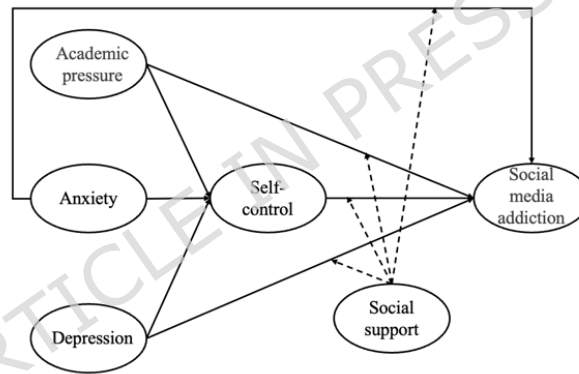 Academic
pressure
Anxiety
Self-
control
Social
media
addiction
Depression
Social
support
ARTICLE IN PRESS